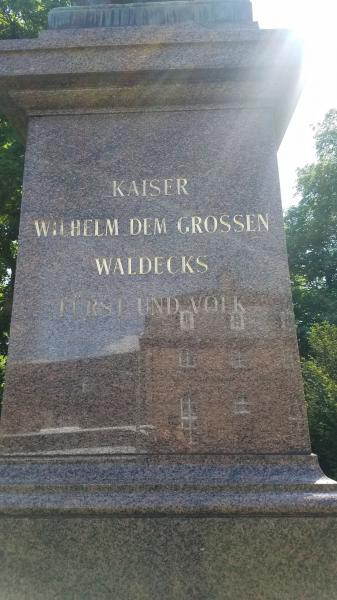 KAISER
WILHELM DEM GROSSEN
WALDECKS
FÜRST UND VOLK